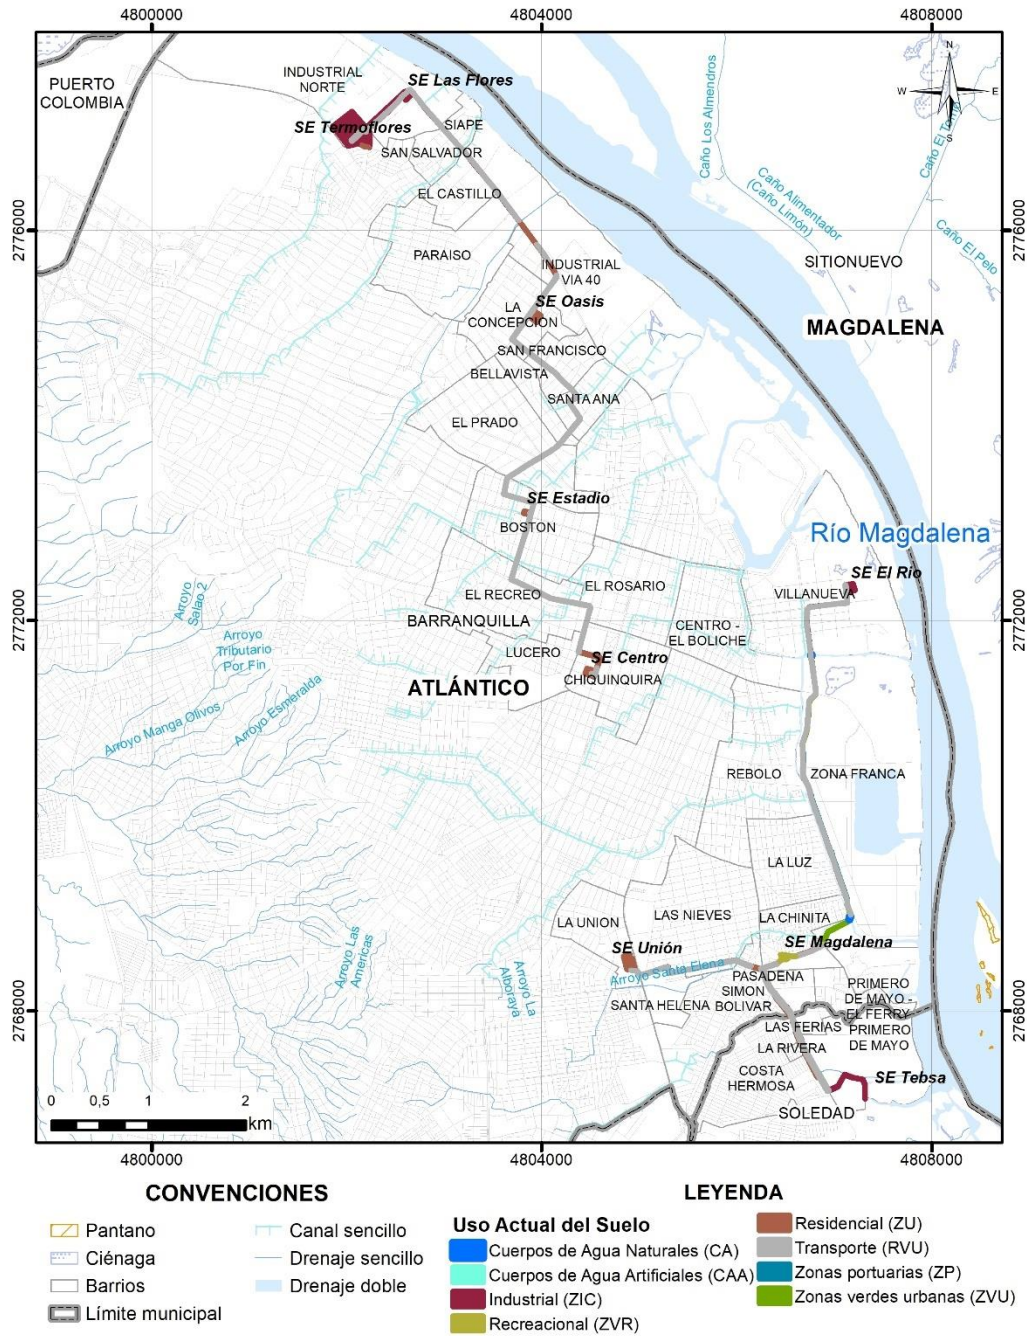 4800000
4804000
4808000
PUERTO
COLOMBIA
INDUSTRIAL
NORTE
SE Las Flores
SE Termoflores
SIAPE
SAN SALVADOR
EL CASTILLO
PARAISO
INDUSTRIAL
VIA 40
SE Oasis
LA
CONCEPCION
SAN FRANCISCO
BELLAVISTA
SANTA ANA
EL PRADO
SE Estadio
BOSTON
N
W
E
S
Caño Los Almendros
Caño El Torno
Caño Alimentador
(Caño Limón)
Caño El Pelo
SITIONUEVO
MAGDALENA
2776000
2776000
Río Magdalena
SE El Rio
VILLANUEVA
EL ROSARIO
EL RECREO
BARRANQUILLA
CENTRO -
EL BOLICHE
LUCERO
SE Centro
CHIQUINQUIRA
ATLÁNTICO
2772000
2772000
Arroyo
Salao 2
Arroyo
Tributario
Por Fin
Arroyo Manga Olivos
Arroyo Esmeralda
REBOLO
ZONA FRANCA
LA LUZ
LA CHINITA
LAS NIEVES
LA UNION
SE Unión
SE Magdalena
Arroyo Santa Elena
Arroyo Las
Americas
Arroyo La
Alboraya
PASADENA
SIMON
BOLIVAR
SANTA HELENA
PRIMERO
DE MAYO -
EL FERRY
PRIMERO
DE MAYO
LAS FERIAS
LA RIVERA
COSTA
HERMOSA
SE Tebsa
SOLEDAD
2768000
2768000
0 0,5 1 2
km
4800000
4804000
4808000
CONVENCIONES
Pantano
Ciénaga
Barrios
Límite municipal
Canal sencillo
Drenaje sencillo
Drenaje doble
LEYENDA
Uso Actual del Suelo
Cuerpos de Agua Naturales (CA)
Cuerpos de Agua Artificiales (CAA)
Industrial (ZIC)
Recreacional (ZVR)
Residencial (ZU)
Transporte (RVU)
Zonas portuarias (ZP)
Zonas verdes urbanas (ZVU)